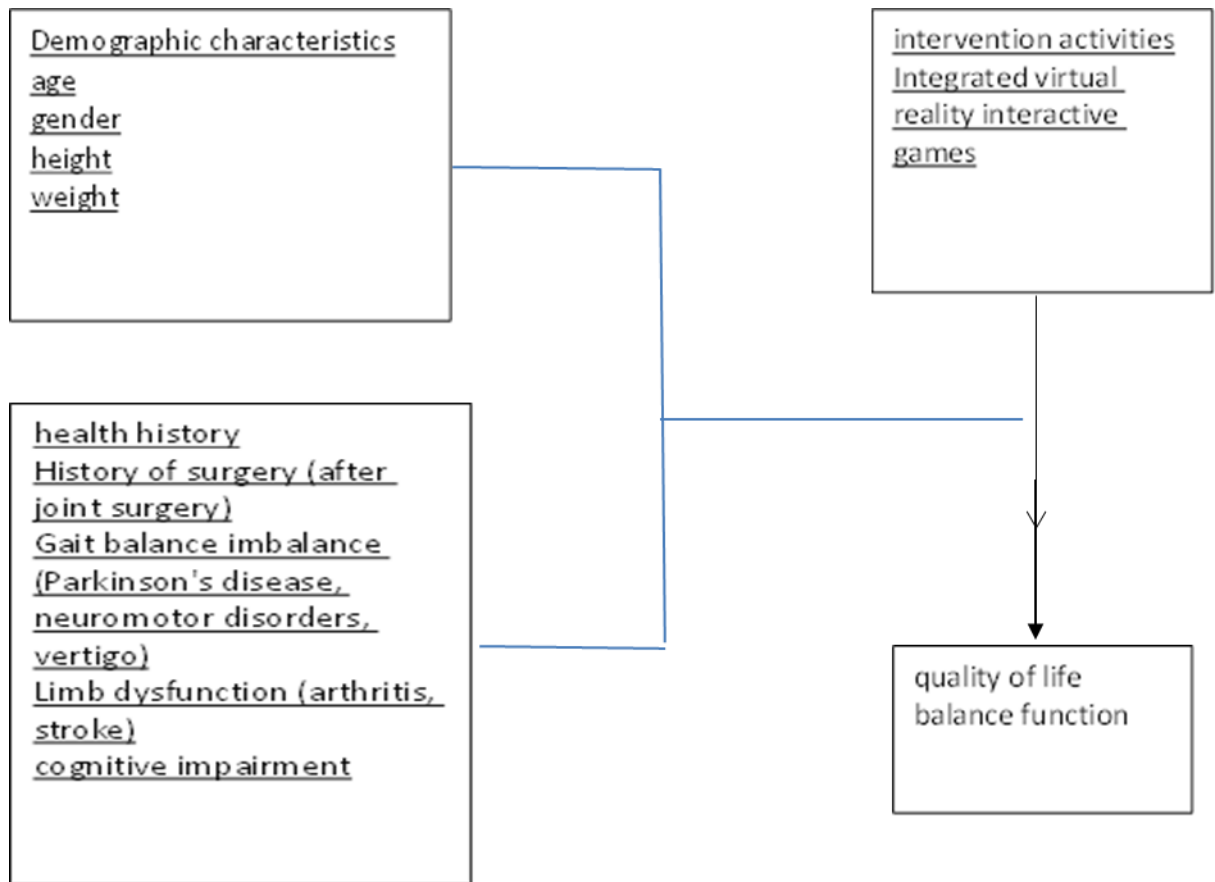 Demographic characteristics
age
gender
height
weight
intervention activities
Integrated virtual
reality interactive
games
health history
History of surgery (after
joint surgery)
Gait balance imbalance
(Parkinson's disease,
neuromotor disorders,
vertigo)
Limb dysfunction (arthritis,
stroke)
cognitive impairment
quality of life
balance function